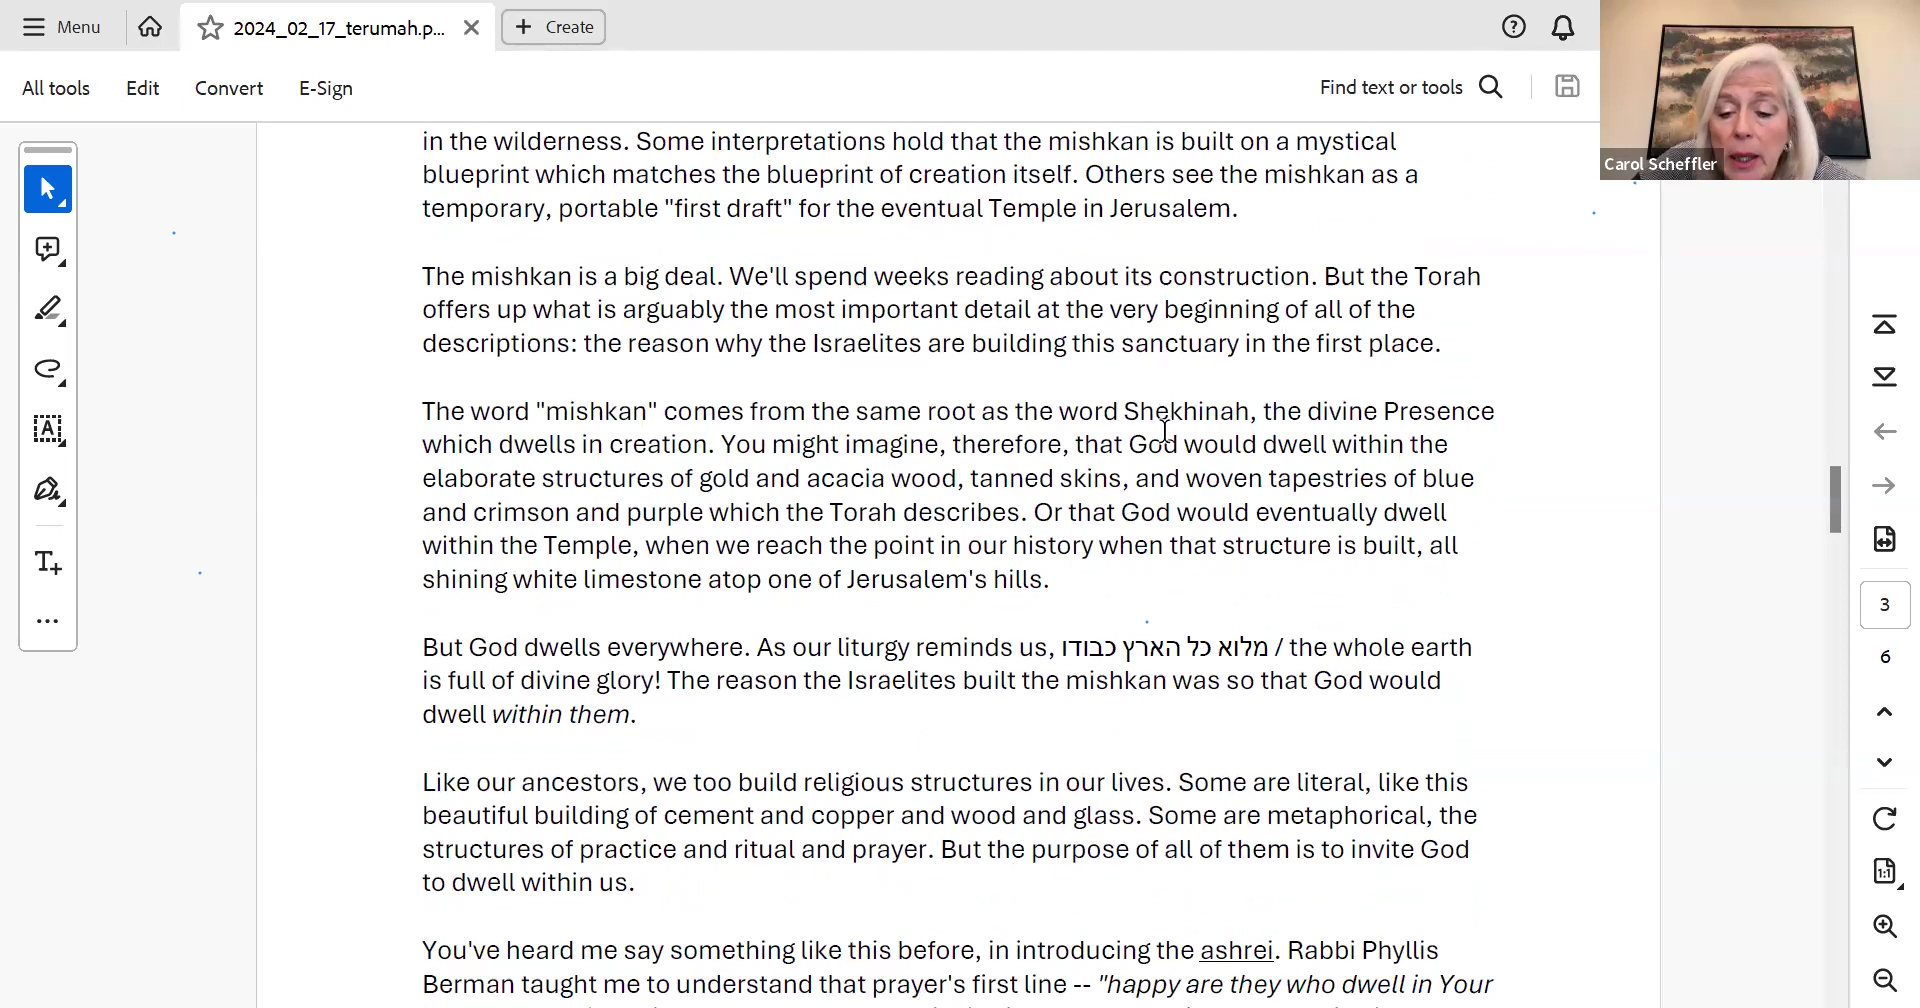 Menu
2024_02_17_terumah.p...
Create
All tools
Edit
Convert
E-Sign
Find text or tools
Carol Scheffler
in the wilderness. Some interpretations hold that the mishkan is built on a mystical
blueprint which matches the blueprint of creation itself. Others see the mishkan as a
temporary, portable "first draft" for the eventual Temple in Jerusalem.
The mishkan is a big deal. We'll spend weeks reading about its construction. But the Torah
offers up what is arguably the most important detail at the very beginning of all of the
descriptions: the reason why the Israelites are building this sanctuary in the first place.
The word "mishkan" comes from the same root as the word Shekhinah, the divine Presence
which dwells in creation. You might imagine, therefore, that God would dwell within the
elaborate structures of gold and acacia wood, tanned skins, and woven tapestries of blue
and crimson and purple which the Torah describes. Or that God would eventually dwell
within the Temple, when we reach the point in our history when that structure is built, all
shining white limestone atop one of Jerusalem's hills.
But God dwells everywhere. As our liturgy reminds us, מלוא כל הארץ כבודו / the whole earth
is full of divine glory! The reason the Israelites built the mishkan was so that God would
dwell within them.
Like our ancestors, we too build religious structures in our lives. Some are literal, like this
beautiful building of cement and copper and wood and glass. Some are metaphorical, the
structures of practice and ritual and prayer. But the purpose of all of them is to invite God
to dwell within us.
You've heard me say something like this before, in introducing the ashrei. Rabbi Phyllis
Berman taught me to understand that prayer's first line -- "happy are they who dwell in Your
3
6
1:1